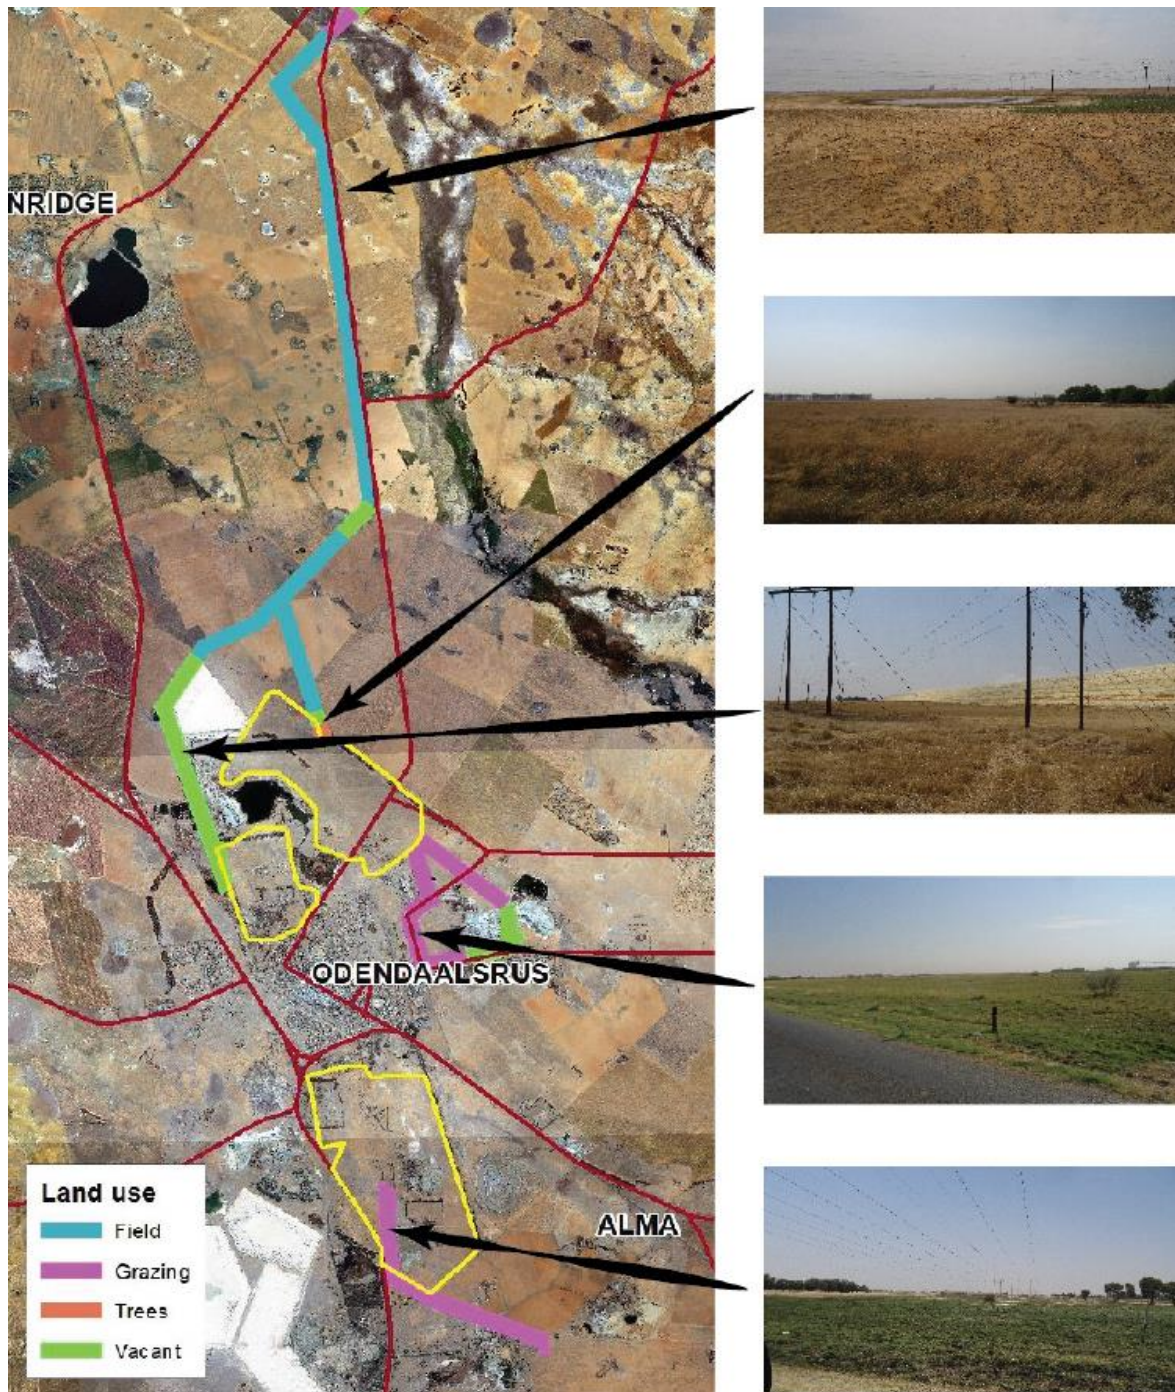 NRIDGE
ODENDAALSRUS
ALMA
Land use
Field
Grazing
Trees
Vacant